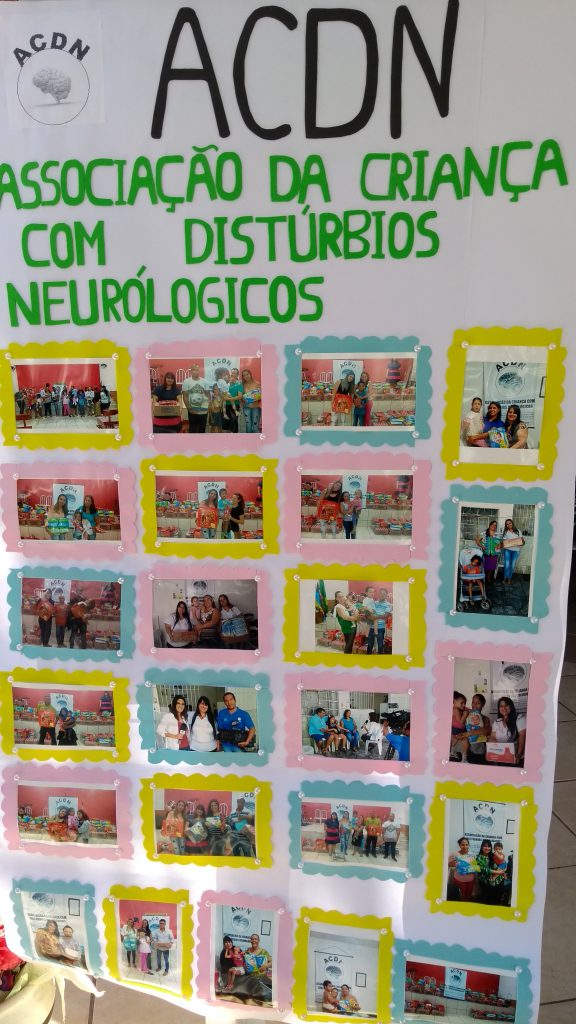 ACDN
ACDN
ASSOCIAÇÃO DA CRIANÇA
COM DISTÚRBIOS
NEURÓLOGICOS